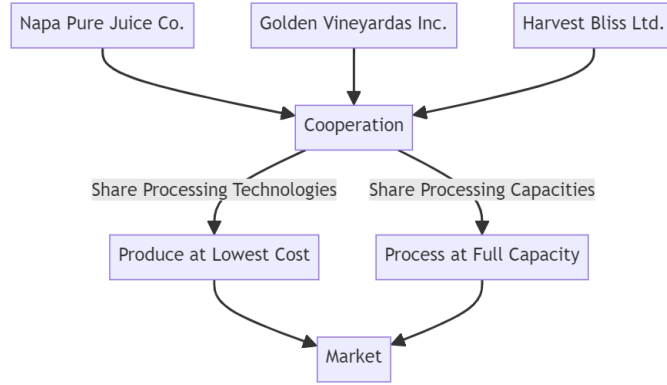 Napa Pure Juice Co.
Golden Vineyardas Inc.
Harvest Bliss Ltd.
Cooperation
Share Processing Technologies
Share Processing Capacities
Produce at Lowest Cost
Process at Full Capacity
Market